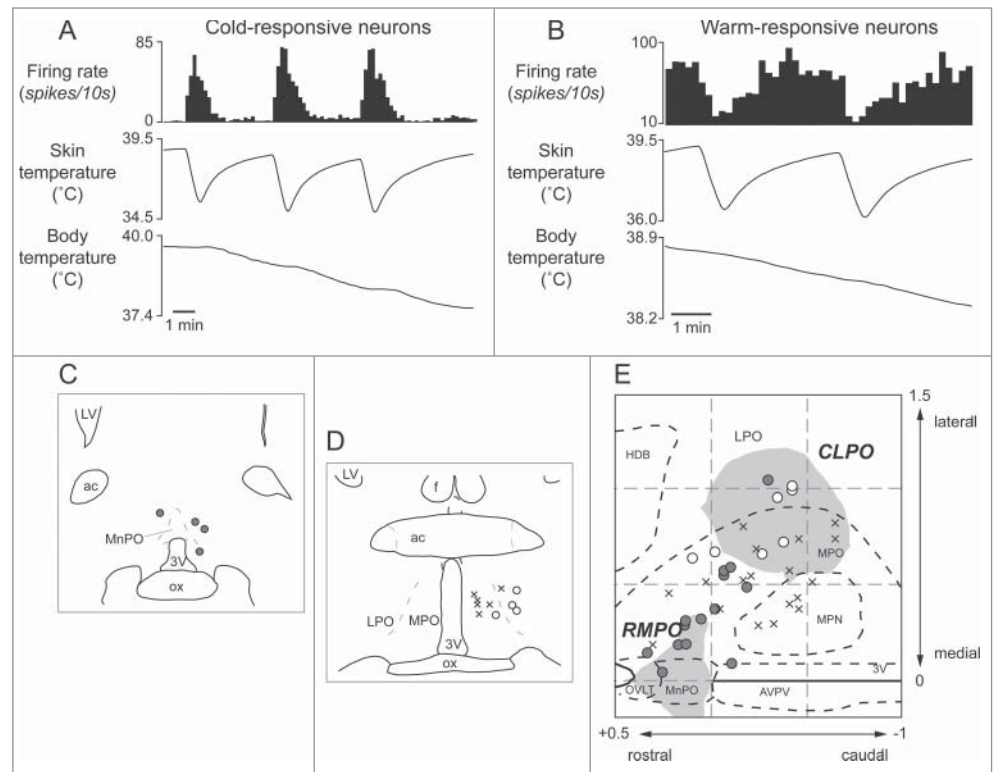 A
Cold-responsive neurons
85
Firing rate
(spikes/10s)
0
39.5
Skin
temperature
(˚C)
34.5
40.0
Body
temperature
(˚C)
37.4
1 min
B
Warm-responsive neurons
100
Firing rate
(spikes/10s)
10
39.5
Skin
temperature
(˚C)
36.0
38.9
Body
temperature
(˚C)
38.2
1 min
C
LV
ac
MnPO
3V
ox
D
LV
f
ac
LPO
MPO
3V
ox
E
1.5
lateral
LPO
CLPO
HDB
MPO
RMPO
MPN
medial
3V
0
OVLT
MnPO
AVPV
+0.5
-1
rostral
caudal